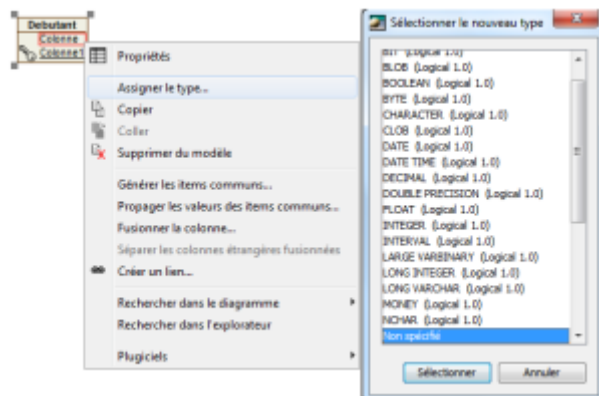 Debutant
Colonne
Colonne1
Propriétés
Assigner le type...
Copier
Coller
Supprimer du modèle
Générer les items communs...
Propager les valeurs des items communs...
Fusionner la colonne...
Séparer les colonnes étrangères fusionnées
Créer un lien...
Rechercher dans le diagramme
Rechercher dans l'explorateur
Plugiciels
Sélectionner le nouveau type
BIT (Logical 1.0)
BLOB (Logical 1.0)
BOOLEAN (Logical 1.0)
BYTE (Logical 1.0)
CHARACTER (Logical 1.0)
CLOB (Logical 1.0)
DATE (Logical 1.0)
DATE TIME (Logical 1.0)
DECIMAL (Logical 1.0)
DOUBLE PRECISION (Logical 1.0)
FLOAT (Logical 1.0)
INTEGER (Logical 1.0)
INTERVAL (Logical 1.0)
LARGE VARBINARY (Logical 1.0)
LONG INTEGER (Logical 1.0)
LONG VARCHAR (Logical 1.0)
MONEY (Logical 1.0)
NCHAR (Logical 1.0)
Non spécifié
Sélectionner
Annuler